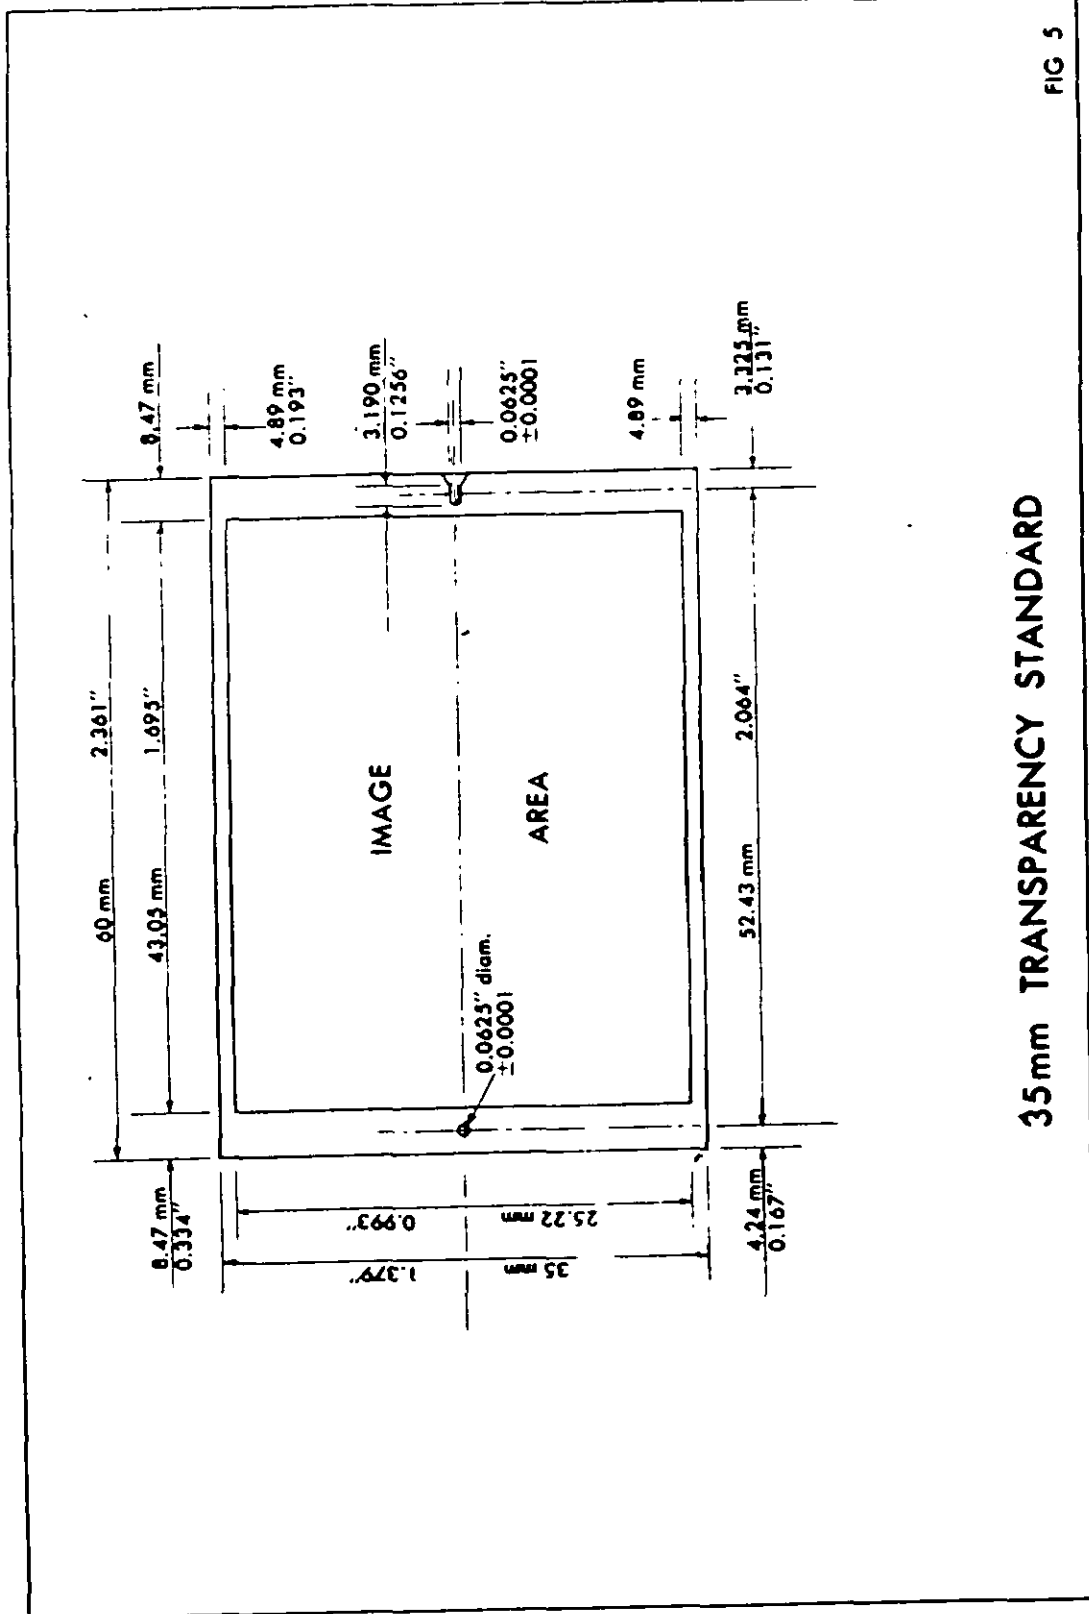 60 mm 2.361"
43.05 mm 1.695"
8.47 mm
0.334"
8.47 mm
4.89 mm
0.193"
3.190 mm
0.1256"
0.0625"
±0.0001
4.89 mm
3.325 mm
0.131"
IMAGE
AREA
0.0625" diam.
±0.0001
25.22 mm 0.993"
35 mm 1.379"
52.43 mm 2.064"
4.24 mm
0.167"
35mm TRANSPARENCY STANDARD
FIG 5